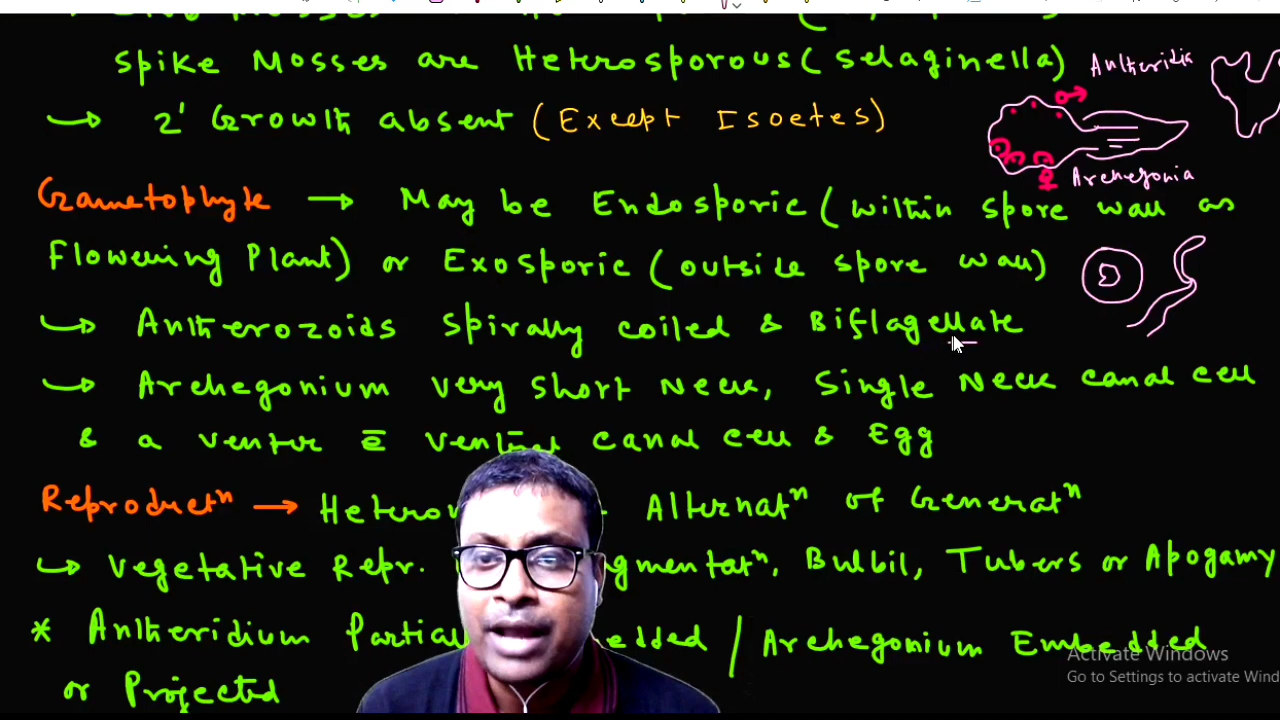 Spike Mosses are Heterosporous (Selaginella)
Antheridia
→ 2' Growth absent (Except Isoetes)
Archegonia
Gametophyte → May be Endosporic (within spore wall as
Flowering Plant) or Exosporic (outside spore wall)
→ Antherozoids spirally coiled & Biflagellate
→ Archegonium very short Neck, Single Neck canal cell
& a venter c̄ ventral canal cell & Egg
Reproductⁿ → Alternatⁿ of Generatⁿ
→ Vegetative Repr. Bulbil, Tubers or Apogamy
* Antheridium / Archegonium Embedded
or Projected
Activate Windows
Go to Settings to activate Wind